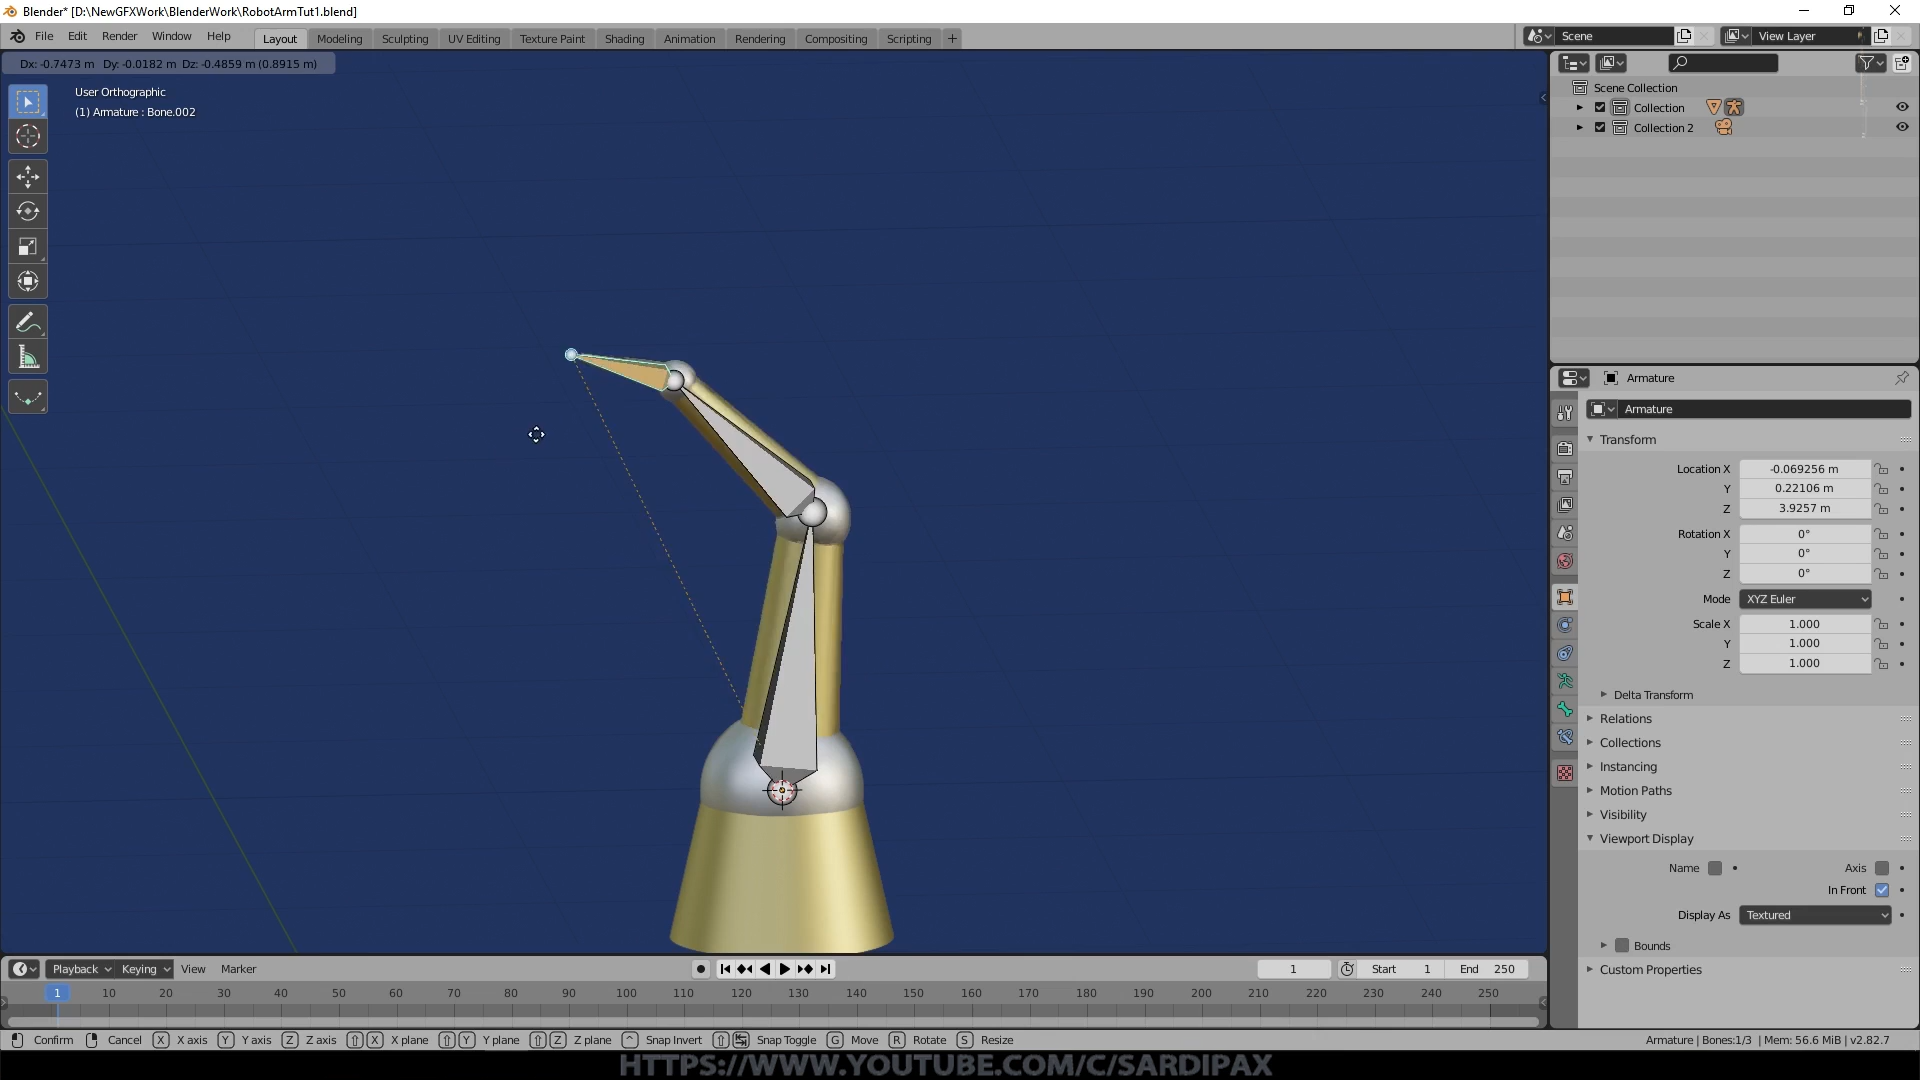 Blender* [D:\NewGFXWork\BlenderWork\RobotArmTut1.blend]
File Edit Render Window Help Layout Modeling Sculpting UV Editing Texture Paint Shading Animation Rendering Compositing Scripting + Scene View Layer
Dx: -0.7473 m Dy: -0.0182 m Dz: -0.4859 m (0.8915 m)
User Orthographic
(1) Armature : Bone.002
Scene Collection
Collection
Collection 2
Armature
Armature
Transform
Location X -0.069256 m
Y 0.22106 m
Z 3.9257 m
Rotation X 0°
Y 0°
Z 0°
Mode XYZ Euler
Scale X 1.000
Y 1.000
Z 1.000
Delta Transform
Relations
Collections
Instancing
Motion Paths
Visibility
Viewport Display
Name Axis
In Front
Display As Textured
Bounds
Custom Properties
Playback Keying View Marker 1 Start 1 End 250
1 10 20 30 40 50 60 70 80 90 100 110 120 130 140 150 160 170 180 190 200 210 220 230 240 250
Confirm Cancel X X axis Y Y axis Z Z axis X X plane Y Y plane Z Z plane ^ Snap Invert Snap Toggle G Move R Rotate S Resize Armature | Bones:1/3 | Mem: 56.6 MiB | v2.82.7
HTTPS://WWW.YOUTUBE.COM/C/SARDIPAX